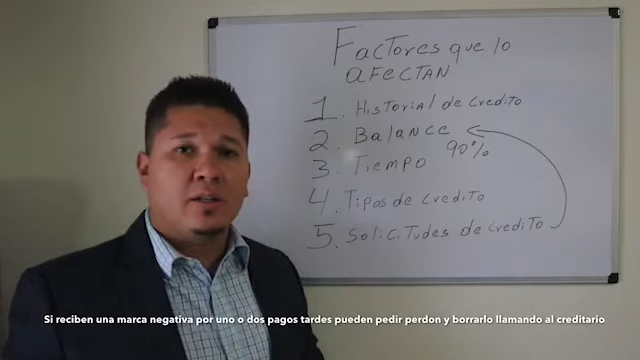 Factores que lo
afectan
1. Historial de credito
2. Balance
90%
3. Tiempo
4. Tipos de credito
5. Solicitudes de credito
Si reciben una marca negativa por uno o dos pagos tardes pueden pedir perdon y borrarlo llamando al creditario